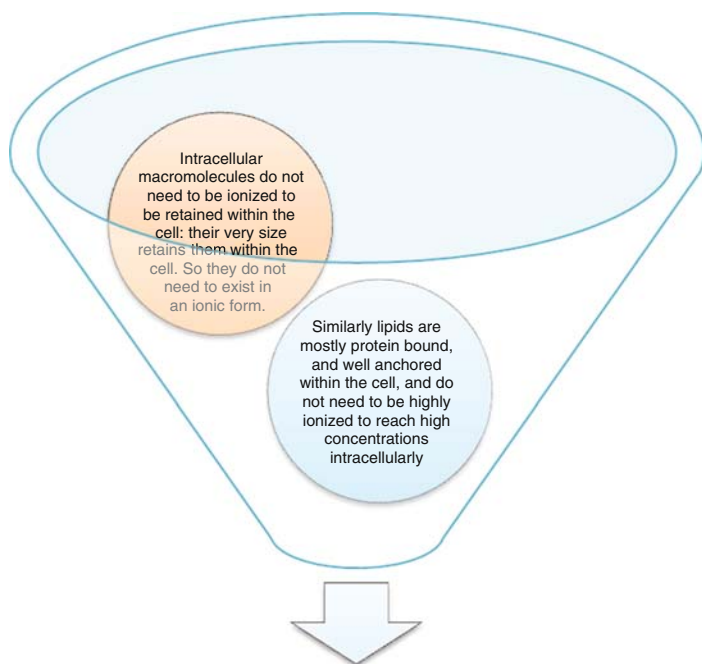 Intracellular
macromolecules do not
need to be ionized to
be retained within the
cell: their very size
retains them within the
cell. So they do not
need to exist in
an ionic form.
Similarly lipids are
mostly protein bound,
and well anchored
within the cell, and do
not need to be highly
ionized to reach high
concentrations
intracellularly